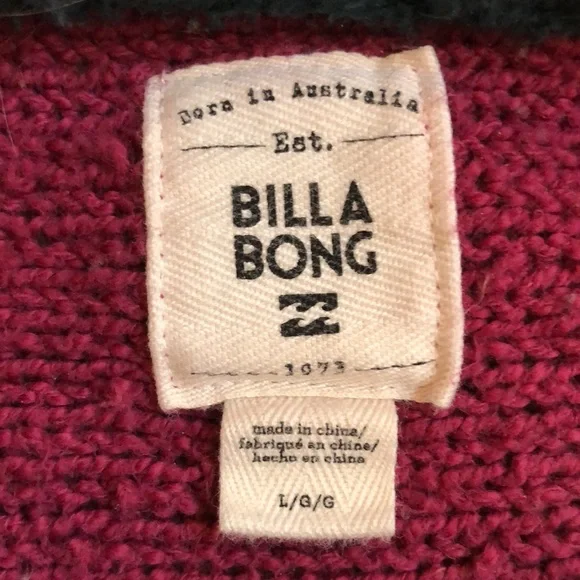 Born in Australia
Est.
BILLA
BONG
1973
made in china/
fabriqué en chine/
hecho en china
L/G/G